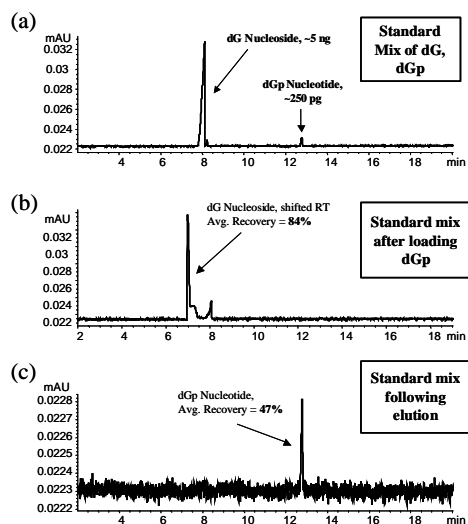 (a)
mAU
0.032
0.03
0.028
0.026
0.024
0.022
dG Nucleoside, ~5 ng
dGp Nucleotide,
~250 pg
Standard
Mix of dG,
dGp
4 6 8 10 12 14 16 18 min
(b)
mAU
0.032
0.03
0.028
0.026
0.024
0.022
dG Nucleoside, shifted RT
Avg. Recovery = 84%
Standard mix
after loading
dGp
2 4 6 8 10 12 14 16 18 min
(c)
mAU
0.0228
0.0227
0.0226
0.0225
0.0224
0.0223
0.0222
dGp Nucleotide,
Avg. Recovery = 47%
Standard mix
following
elution
4 6 8 10 12 14 16 18 min